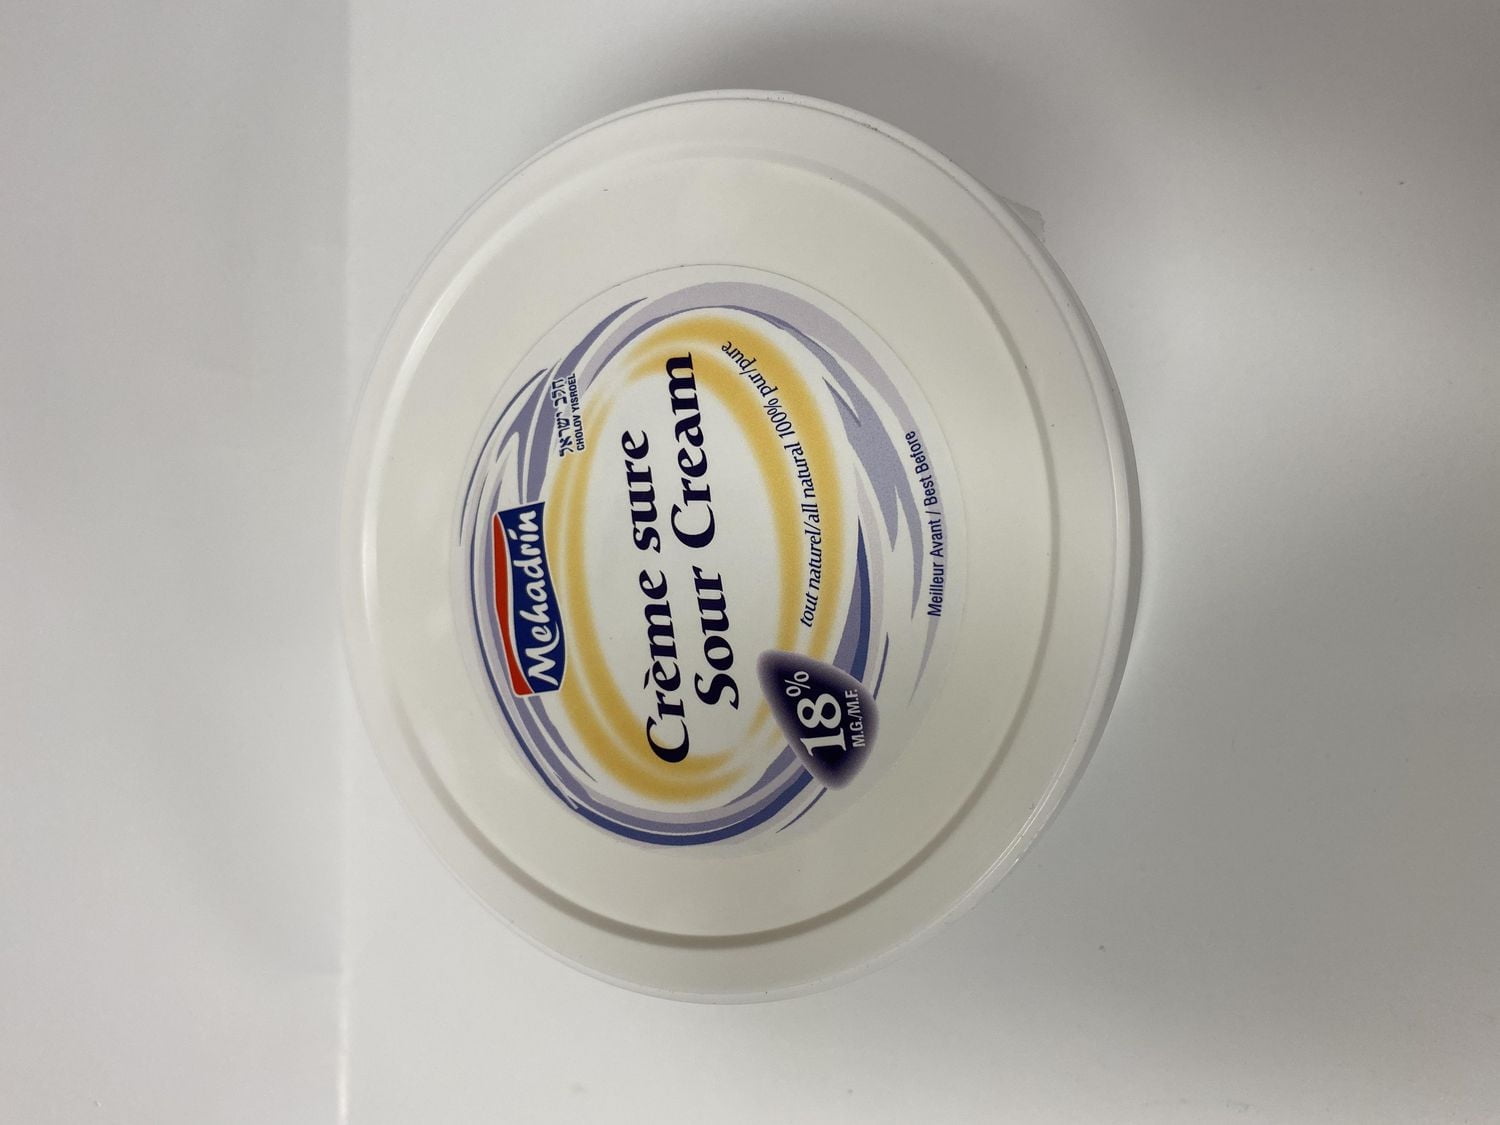 Mehadrin
חלב ישראל
CHOLOV YISROEL
Crème sure
Sour Cream
tout naturel/all natural 100% pur/pure
18%
M.G./M.F.
Meilleur Avant / Best Before